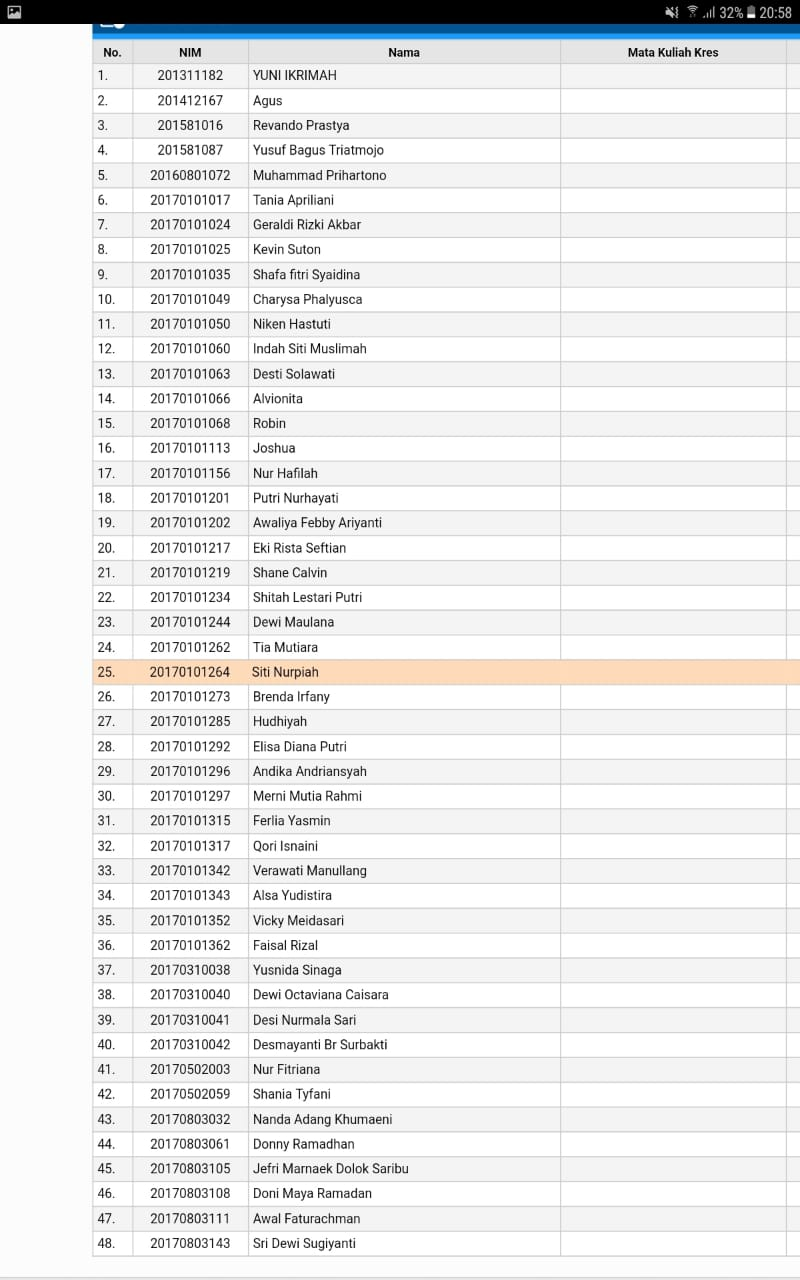 32% 20:58
No. NIM Nama Mata Kuliah Kres
1. 201311182 YUNI IKRIMAH
2. 201412167 Agus
3. 201581016 Revando Prastya
4. 201581087 Yusuf Bagus Triatmojo
5. 20160801072 Muhammad Prihartono
6. 20170101017 Tania Apriliani
7. 20170101024 Geraldi Rizki Akbar
8. 20170101025 Kevin Suton
9. 20170101035 Shafa fitri Syaidina
10. 20170101049 Charysa Phalyusca
11. 20170101050 Niken Hastuti
12. 20170101060 Indah Siti Muslimah
13. 20170101063 Desti Solawati
14. 20170101066 Alvionita
15. 20170101068 Robin
16. 20170101113 Joshua
17. 20170101156 Nur Hafilah
18. 20170101201 Putri Nurhayati
19. 20170101202 Awaliya Febby Ariyanti
20. 20170101217 Eki Rista Seftian
21. 20170101219 Shane Calvin
22. 20170101234 Shitah Lestari Putri
23. 20170101244 Dewi Maulana
24. 20170101262 Tia Mutiara
25. 20170101264 Siti Nurpiah
26. 20170101273 Brenda Irfany
27. 20170101285 Hudhiyah
28. 20170101292 Elisa Diana Putri
29. 20170101296 Andika Andriansyah
30. 20170101297 Merni Mutia Rahmi
31. 20170101315 Ferlia Yasmin
32. 20170101317 Qori Isnaini
33. 20170101342 Verawati Manullang
34. 20170101343 Alsa Yudistira
35. 20170101352 Vicky Meidasari
36. 20170101362 Faisal Rizal
37. 20170310038 Yusnida Sinaga
38. 20170310040 Dewi Octaviana Caisara
39. 20170310041 Desi Nurmala Sari
40. 20170310042 Desmayanti Br Surbakti
41. 20170502003 Nur Fitriana
42. 20170502059 Shania Tyfani
43. 20170803032 Nanda Adang Khumaeni
44. 20170803061 Donny Ramadhan
45. 20170803105 Jefri Marnaek Dolok Saribu
46. 20170803108 Doni Maya Ramadan
47. 20170803111 Awal Faturachman
48. 20170803143 Sri Dewi Sugiyanti